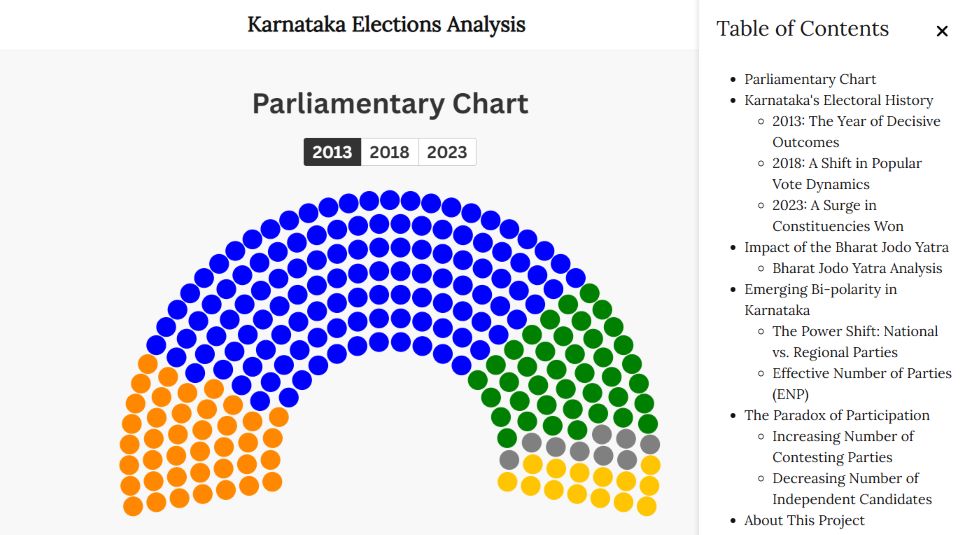 Karnataka Elections Analysis
Parliamentary Chart
2013 2018 2023
Table of Contents ×
• Parliamentary Chart
• Karnataka's Electoral History
○ 2013: The Year of Decisive
Outcomes
○ 2018: A Shift in Popular
Vote Dynamics
○ 2023: A Surge in
Constituencies Won
• Impact of the Bharat Jodo Yatra
○ Bharat Jodo Yatra Analysis
• Emerging Bi-polarity in
Karnataka
○ The Power Shift: National
vs. Regional Parties
○ Effective Number of Parties
(ENP)
• The Paradox of Participation
○ Increasing Number of
Contesting Parties
○ Decreasing Number of
Independent Candidates
• About This Project